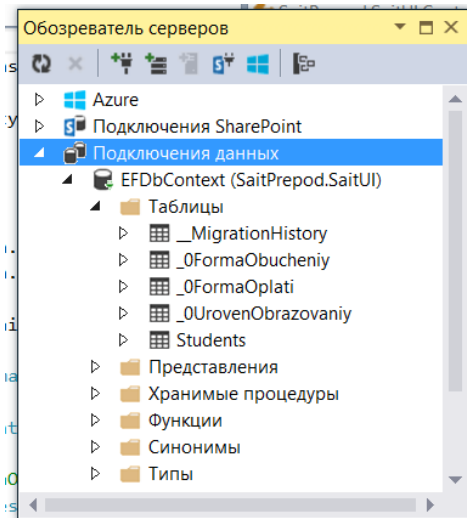 Обозреватель серверов
Azure
Подключения SharePoint
Подключения данных
EFDbContext (SaitPrepod.SaitUI)
Таблицы
__MigrationHistory
_0FormaObucheniy
_0FormaOplati
_0UrovenObrazovaniy
Students
Представления
Хранимые процедуры
Функции
Синонимы
Типы